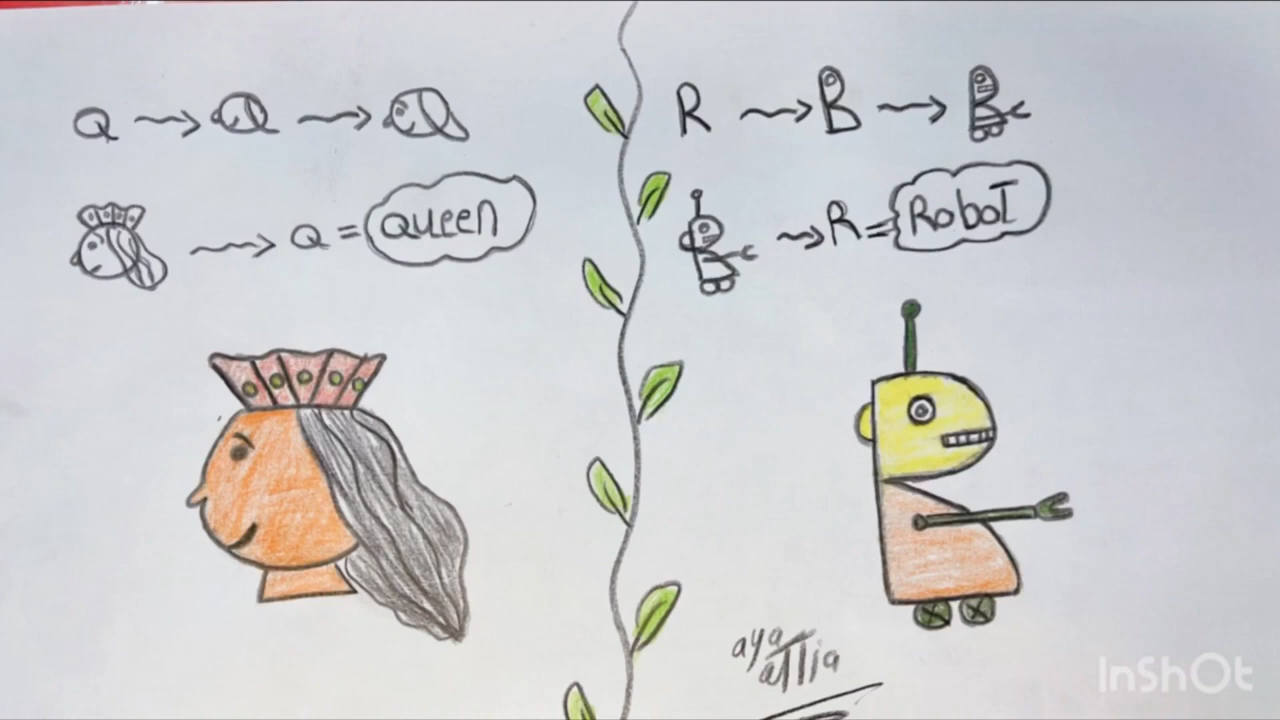 Q
Q = Queen
R B
R = Robot
aya
attia
InShOt